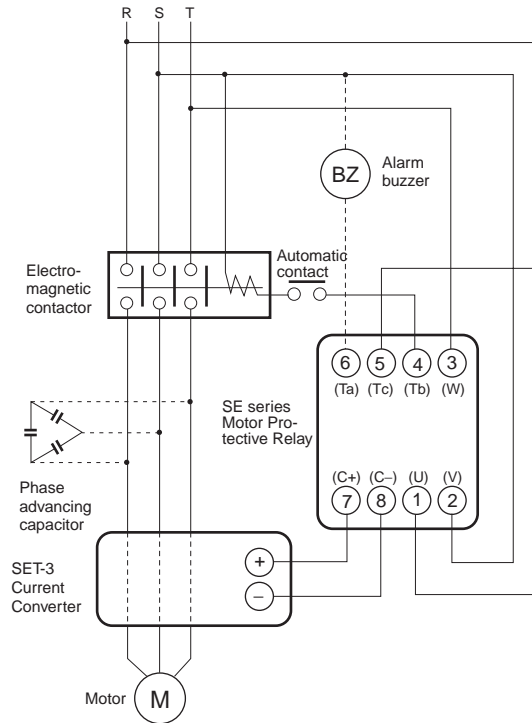 R S T
BZ
Alarm
buzzer
Electro-
magnetic
contactor
Automatic
contact
6 5 4 3
(Ta) (Tc) (Tb) (W)
SE series
Motor Pro-
tective Relay
(C+) (C−) (U) (V)
7 8 1 2
Phase
advancing
capacitor
SET-3
Current
Converter
+
−
Motor
M